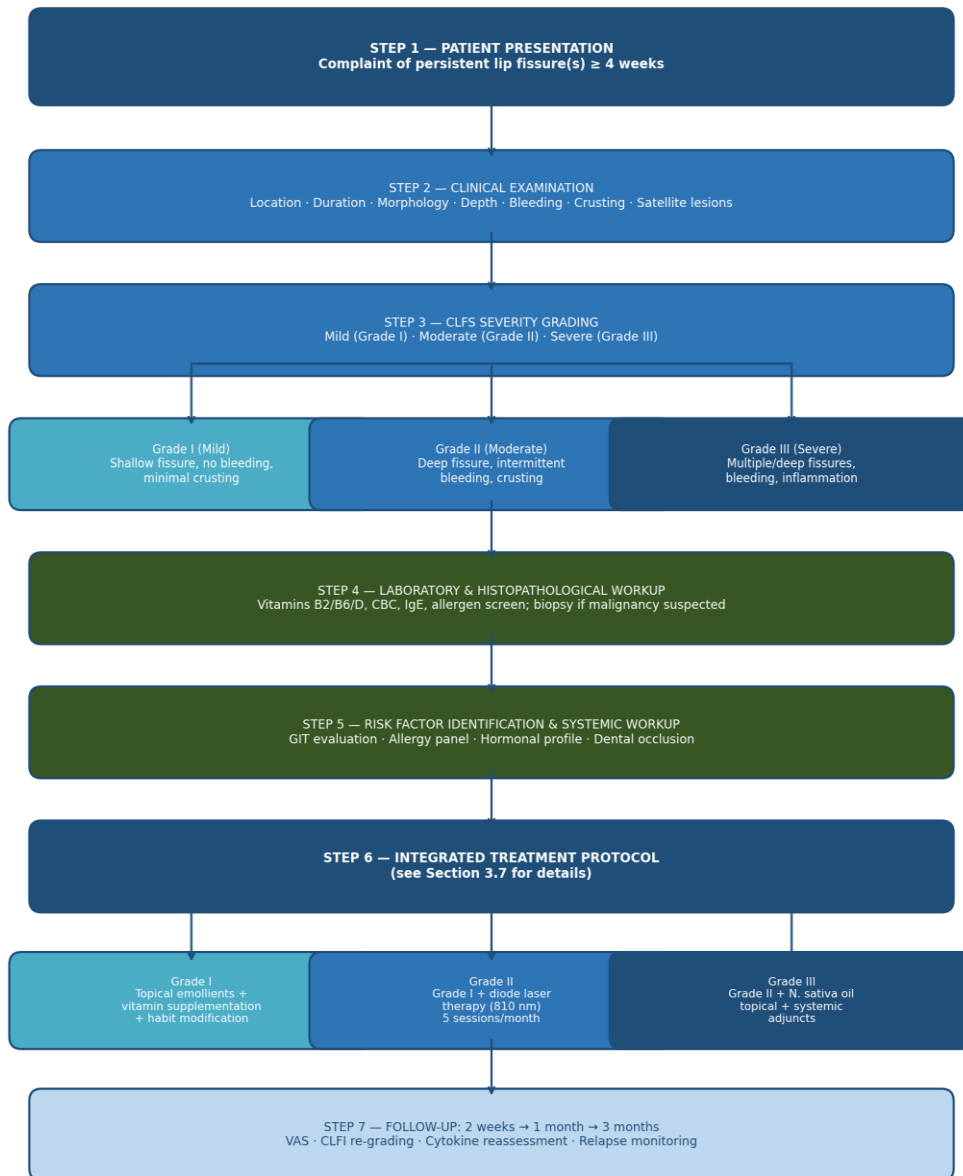 STEP 1 — PATIENT PRESENTATION
Complaint of persistent lip fissure(s) ≥ 4 weeks
STEP 2 — CLINICAL EXAMINATION
Location · Duration · Morphology · Depth · Bleeding · Crusting · Satellite lesions
STEP 3 — CLFS SEVERITY GRADING
Mild (Grade I) · Moderate (Grade II) · Severe (Grade III)
Grade I (Mild)
Shallow fissure, no bleeding,
minimal crusting
Grade II (Moderate)
Deep fissure, intermittent
bleeding, crusting
Grade III (Severe)
Multiple/deep fissures,
bleeding, inflammation
STEP 4 — LABORATORY & HISTOPATHOLOGICAL WORKUP
Vitamins B2/B6/D, CBC, IgE, allergen screen; biopsy if malignancy suspected
STEP 5 — RISK FACTOR IDENTIFICATION & SYSTEMIC WORKUP
GIT evaluation · Allergy panel · Hormonal profile · Dental occlusion
STEP 6 — INTEGRATED TREATMENT PROTOCOL
(see Section 3.7 for details)
Grade I
Topical emollients +
vitamin supplementation
+ habit modification
Grade II
Grade I + diode laser
therapy (810 nm)
5 sessions/month
Grade III
Grade II + N. sativa oil
topical + systemic
adjuncts
STEP 7 — FOLLOW-UP: 2 weeks → 1 month → 3 months
VAS · CLFI re-grading · Cytokine reassessment · Relapse monitoring